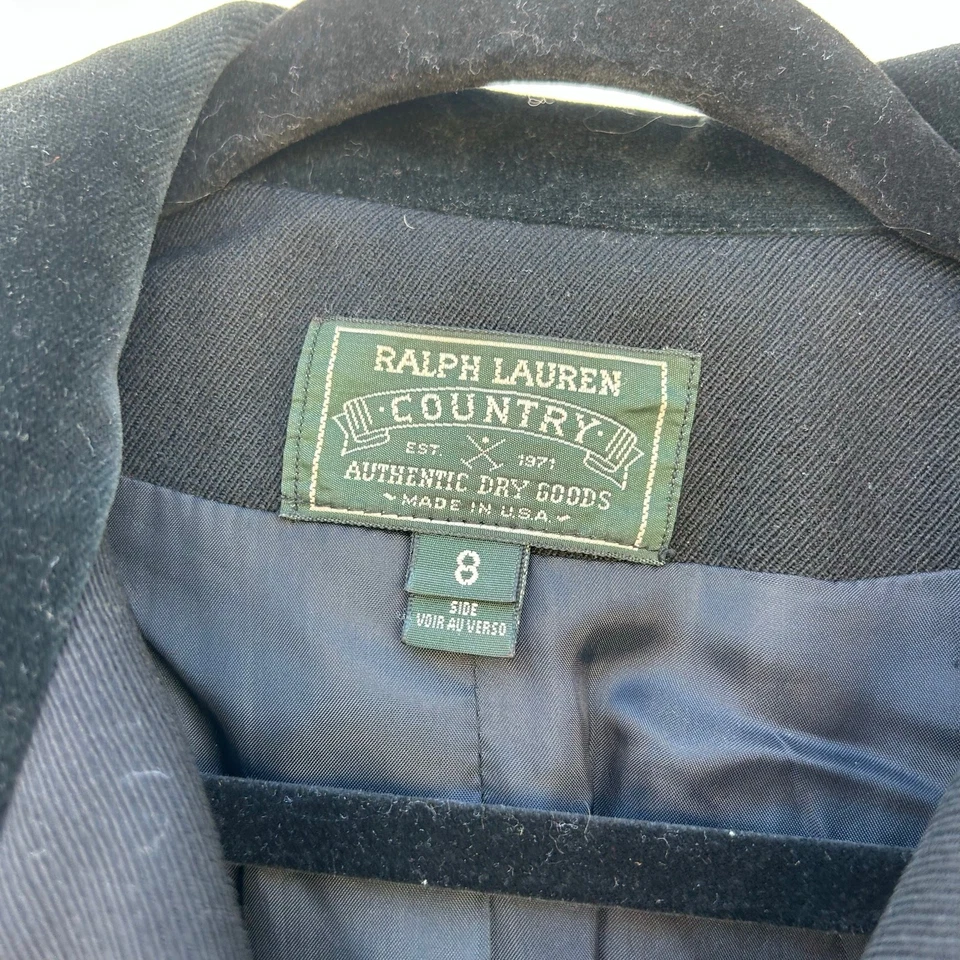 RALPH LAUREN
·COUNTRY·
EST. 1971
AUTHENTIC DRY GOODS
MADE IN U.S.A.
8
SIDE
VOIR AU VERSO